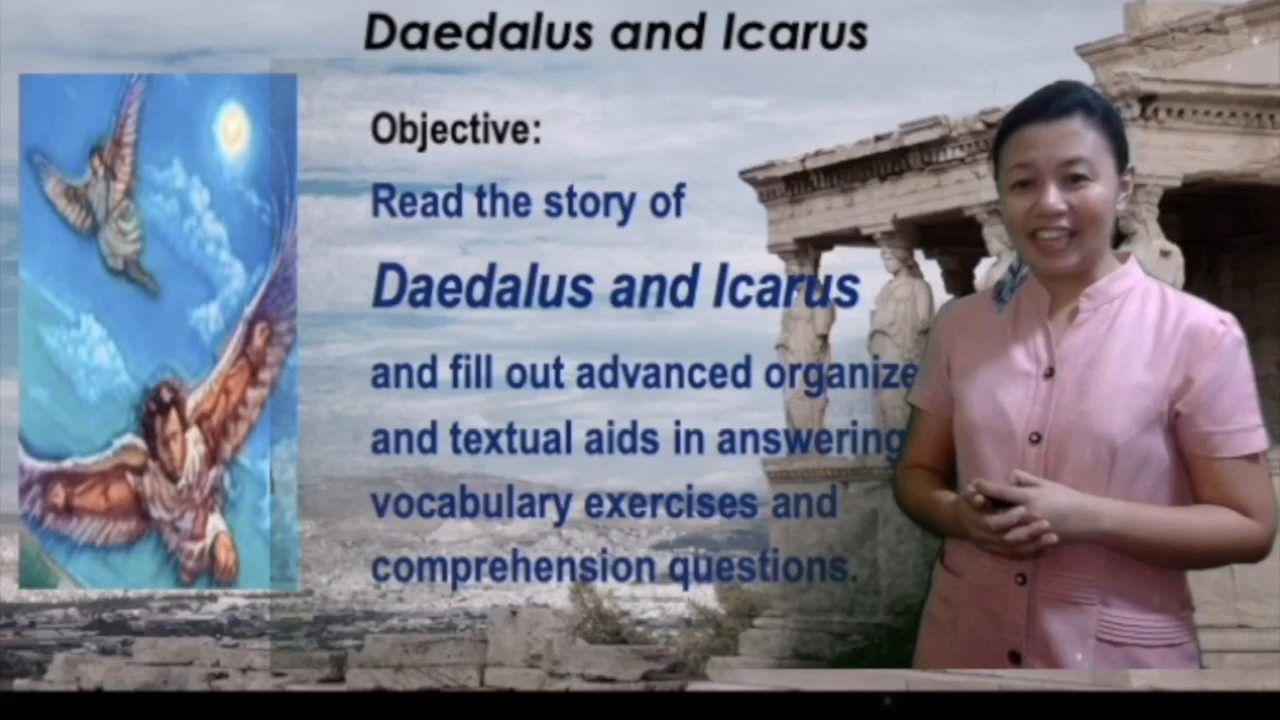 Daedalus and Icarus
Objective:
Read the story of
Daedalus and Icarus
and fill out advanced organize
and textual aids in answering
vocabulary exercises and
comprehension questions.